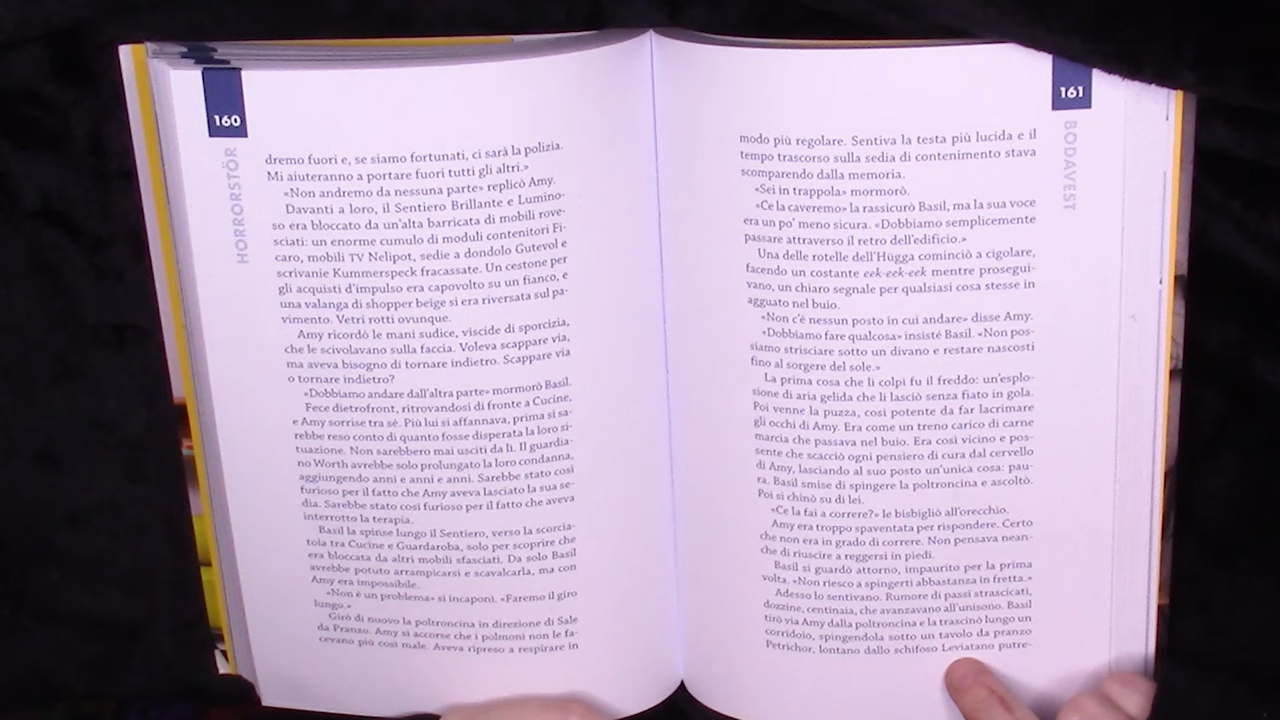 160
HORRORSTÖR
dremo fuori e, se siamo fortunati, ci sarà la polizia.
Mi aiuteranno a portare fuori tutti gli altri.»
«Non andremo da nessuna parte» replicò Amy.
Davanti a loro, il Sentiero Brillante e Lumino-
so era bloccato da un'alta barricata di mobili rove-
sciati: un enorme cumulo di moduli contenitori Fi-
caro, mobili TV Nelipot, sedie a dondolo Gutevol e
scrivanie Kummerspeck fracassate. Un cestone per
gli acquisti d'impulso era capovolto su un fianco, e
una valanga di shopper beige si era riversata sul pa-
vimento. Vetri rotti ovunque.
Amy ricordò le mani sudice, viscide di sporcizia,
che le scivolavano sulla faccia. Voleva scappare via,
ma aveva bisogno di tornare indietro. Scappare via
o tornare indietro?
«Dobbiamo andare dall'altra parte» mormorò Basil.
Fece dietrofront, ritrovandosi di fronte a Cucine,
e Amy sorrise tra sé. Più lui si affannava, prima si sa-
rebbe reso conto di quanto fosse disperata la loro si-
tuazione. Non sarebbero mai usciti da lì. Il guardia-
no Worth avrebbe solo prolungato la loro condanna,
aggiungendo anni e anni e anni. Sarebbe stato così
furioso per il fatto che Amy aveva lasciato la sua se-
dia. Sarebbe stato così furioso per il fatto che aveva
interrotto la terapia.
Basil la spinse lungo il Sentiero, verso la scorcia-
toia tra Cucine e Guardaroba, solo per scoprire che
era bloccata da altri mobili sfasciati. Da solo Basil
avrebbe potuto arrampicarsi e scavalcarla, ma con
Amy era impossibile.
«Non è un problema» si incaponì. «Faremo il giro
lungo.»
Girò di nuovo la poltroncina in direzione di Sale
da Pranzo. Amy si accorse che i polmoni non le fa-
cevano più così male. Aveva ripreso a respirare in
161
BODAVEST
modo più regolare. Sentiva la testa più lucida e il
tempo trascorso sulla sedia di contenimento stava
scomparendo dalla memoria.
«Sei in trappola» mormorò.
«Ce la caveremo» la rassicurò Basil, ma la sua voce
era un po' meno sicura. «Dobbiamo semplicemente
passare attraverso il retro dell'edificio.»
Una delle rotelle dell'Hügga cominciò a cigolare,
facendo un costante eek-eek-eek mentre prosegui-
vano, un chiaro segnale per qualsiasi cosa stesse in
agguato nel buio.
«Non c'è nessun posto in cui andare» disse Amy.
«Dobbiamo fare qualcosa» insisté Basil. «Non pos-
siamo strisciare sotto un divano e restare nascosti
fino al sorgere del sole.»
La prima cosa che li colpì fu il freddo: un'esplo-
sione di aria gelida che li lasciò senza fiato in gola.
Poi venne la puzza, così potente da far lacrimare
gli occhi di Amy. Era come un treno carico di carne
marcia che passava nel buio. Era così vicino e pos-
sente che scacciò ogni pensiero di cura dal cervello
di Amy, lasciando al suo posto un'unica cosa: pau-
ra. Basil smise di spingere la poltroncina e ascoltò.
Poi si chinò su di lei.
«Ce la fai a correre?» le bisbigliò all'orecchio.
Amy era troppo spaventata per rispondere. Certo
che non era in grado di correre. Non pensava nean-
che di riuscire a reggersi in piedi.
Basil si guardò attorno, impaurito per la prima
volta. «Non riesco a spingerti abbastanza in fretta.»
Adesso lo sentivano. Rumore di passi strascicati,
dozzine, centinaia, che avanzavano all'unisono. Basil
tirò via Amy dalla poltroncina e la trascinò lungo un
corridoio, spingendola sotto un tavolo da pranzo
Petrichor, lontano dallo schifoso Leviatano putre-